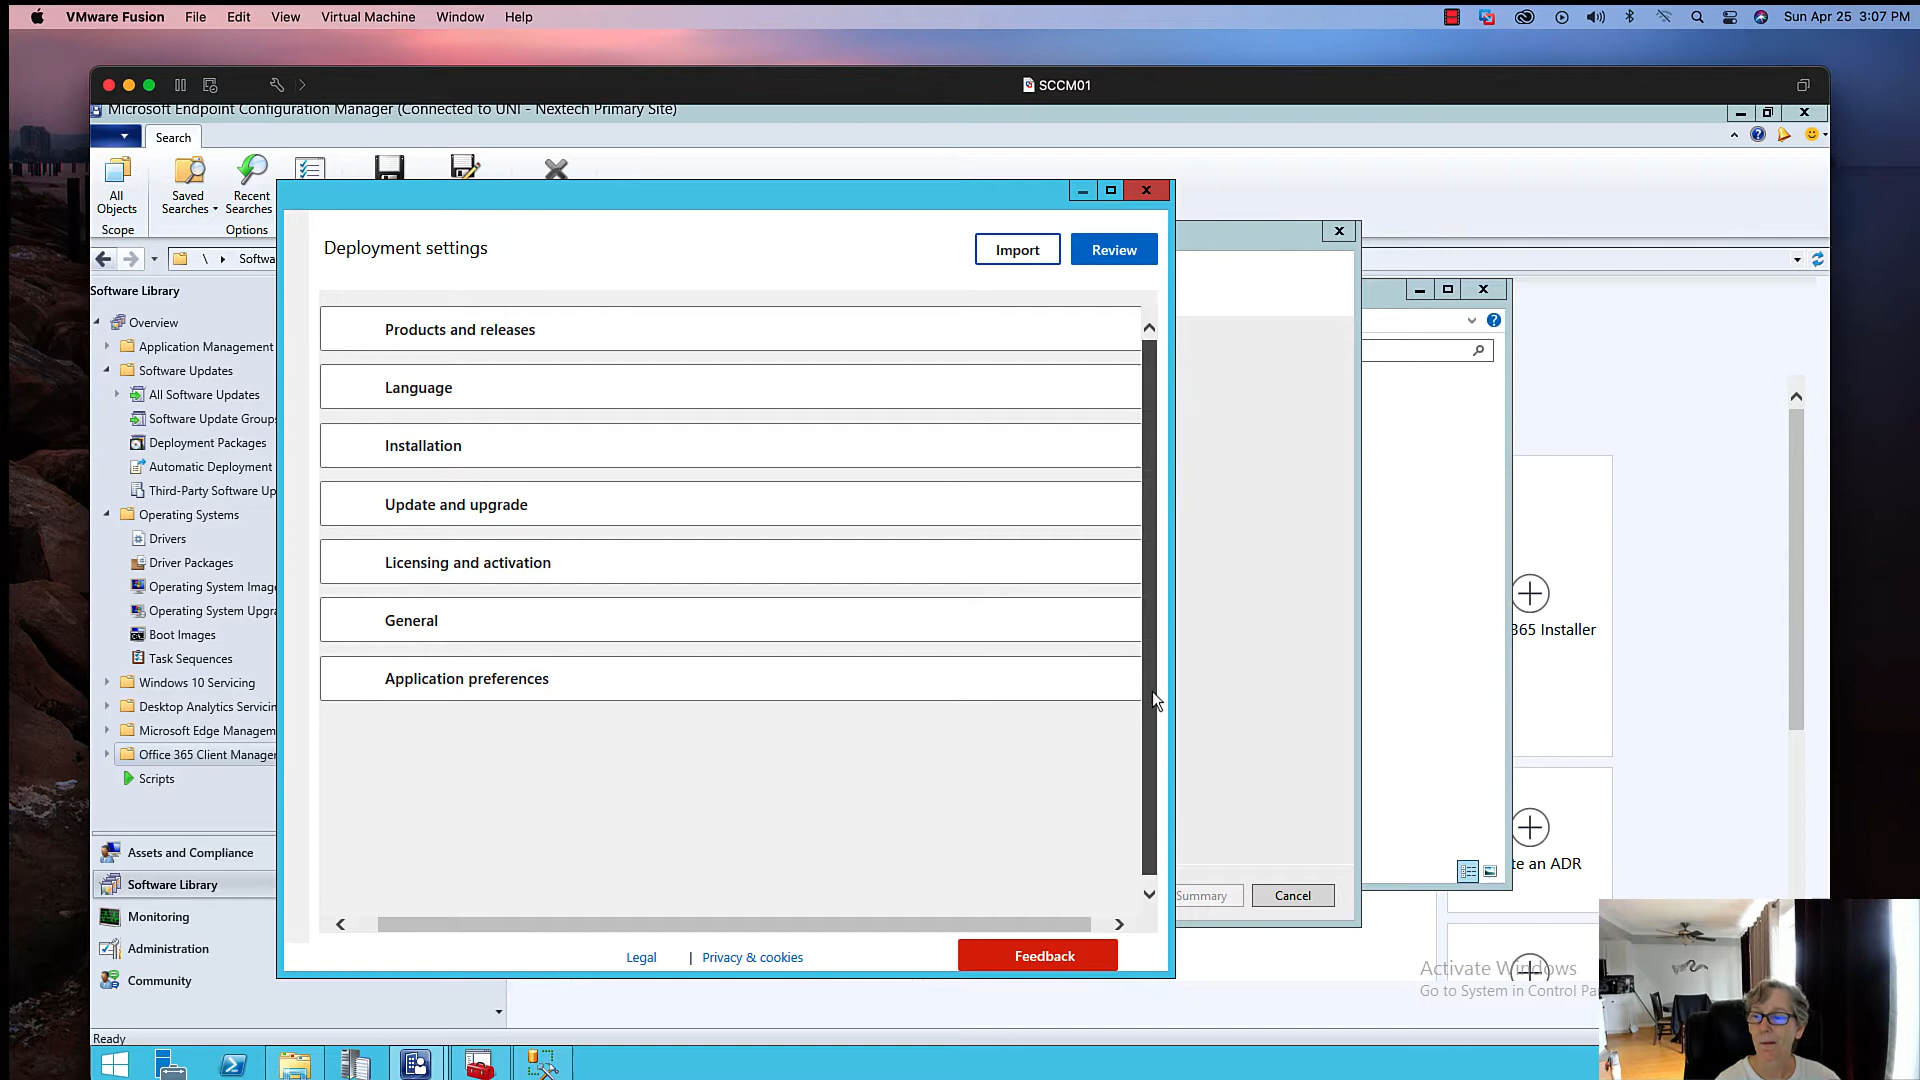 VMware Fusion File Edit View Virtual Machine Window Help Sun Apr 25 3:07 PM
SCCM01
Microsoft Endpoint Configuration Manager (Connected to UNI - Nextech Primary Site)
Search
All Objects
Saved Searches
Recent Searches
Scope
Options
\ Softwa
Software Library
Overview
Application Management
Software Updates
All Software Updates
Software Update Groups
Deployment Packages
Automatic Deployment
Third-Party Software Up
Operating Systems
Drivers
Driver Packages
Operating System Imag
Operating System Upgra
Boot Images
Task Sequences
Windows 10 Servicing
Desktop Analytics Servicin
Microsoft Edge Managem
Office 365 Client Manager
Scripts
Assets and Compliance
Software Library
Monitoring
Administration
Community
Ready
Deployment settings
Import
Review
Products and releases
Language
Installation
Update and upgrade
Licensing and activation
General
Application preferences
Legal | Privacy & cookies
Feedback
Summary
Cancel
365 Installer
te an ADR
Activate Windows
Go to System in Control Pa